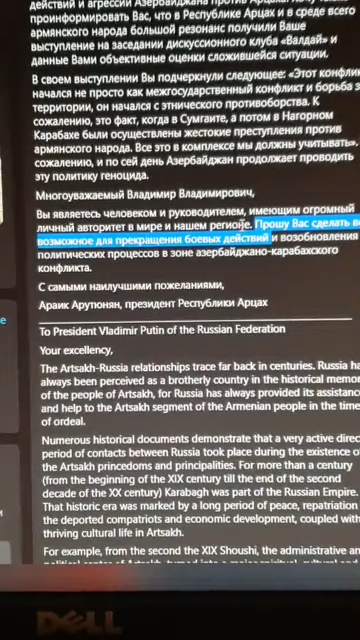 действий и агрессии Азербайджана против
проинформировать Вас, что в Республике Арцах и в среде всего
армянского народа большой резонанс получили Ваше
выступление на заседании дискуссионного клуба «Валдай» и
данные Вами объективные оценки сложившейся ситуации.
В своем выступлении Вы подчеркнули следующее: «Этот конфли
начался не просто как межгосударственный конфликт и борьба з
территории, он начался с этнического противоборства. К
сожалению, это факт, когда в Сумгаите, а потом в Нагорном
Карабахе были осуществлены жестокие преступления против
армянского народа. Все это в комплексе мы должны учитывать».
сожалению, и по сей день Азербайджан продолжает проводить
эту политику геноцида.
Многоуважаемый Владимир Владимирович,
Вы являетесь человеком и руководителем, имеющим огромный
личный авторитет в мире и нашем регионе. Прошу Вас сделать вс
возможное для прекращения боевых действий и возобновления
политических процессов в зоне азербайджано-карабахского
конфликта.
С самыми наилучшими пожеланиями,
Араик Арутюнян, президент Республики Арцах
To President Vladimir Putin of the Russian Federation
Your excellency,
The Artsakh-Russia relationships trace far back in centuries. Russia ha
always been perceived as a brotherly country in the historical memor
of the people of Artsakh, for Russia has always provided its assistanc
and help to the Artsakh segment of the Armenian people in the time
of ordeal.
Numerous historical documents demonstrate that a very active direc
period of contacts between Russia took place during the existence o
the Artsakh princedoms and principalities. For more than a century
(from the beginning of the XIX century till the end of the second
decade of the XX century) Karabagh was part of the Russian Empire.
That historic era was marked by a long period of peace, repatriation
the deported compatriots and economic development, coupled with
thriving cultural life in Artsakh.
For example, from the second the XIX Shoushi, the administrative an
DELL